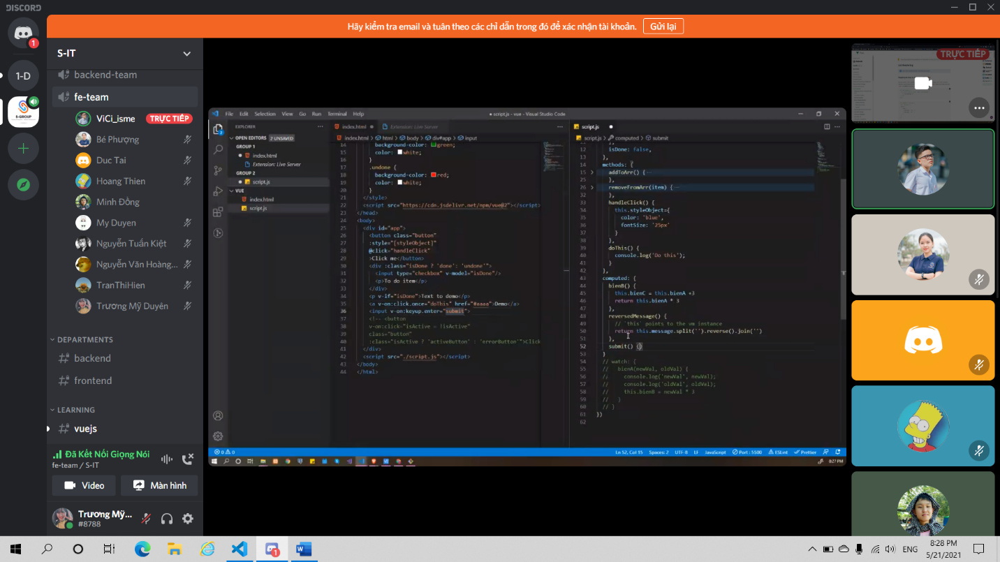 DISCORD
Hãy kiểm tra email và tuân theo các chỉ dẫn trong đó để xác nhận tài khoản.
Gửi lại
1
1-D
S-GROUP
S-IT
backend-team
fe-team
ViCi_isme TRỰC TIẾP
Bé Phượng
Duc Tai
Hoang Thien
Minh Đồng
My Duyen
Nguyễn Tuấn Kiệt
Nguyễn Văn Hoàng...
TranThiHien
Trương Mỹ Duyên
DEPARTMENTS
backend
frontend
LEARNING
vuejs
Đã Kết Nối Giọng Nói
fe-team / S-IT
Video
Màn hình
Trương Mỹ...
#8788
File Edit Selection View Go Run Terminal Help
● script.js - vue - Visual Studio Code
EXPLORER
OPEN EDITORS 2 UNSAVED
GROUP 1
index.html
Extension: Live Server
GROUP 2
script.js
VUE
index.html
script.js
index.html
Extension: Live Server
index.html > html > body > div#app > input
14 background-color: green;
15 color: white;
16 }
17 .undone {
18 background-color: red;
19 color: white;
20 }
21 </style>
22 <script src="https://cdn.jsdelivr.net/npm/vue@2"></script>
23 </head>
24 <body>
25 <div id="app">
26 <button class="button"
27 :style="[styleObject]"
28 @click="handleClick"
29 >Click me</button>
30 <div :class="isDone ? 'done': 'undone'">
31 <input type="checkbox" v-model="isDone"/>
32 <p>To do item</p>
33 </div>
34 <p v-if="isDone">Text to demo</p>
35 <a v-on:click.once="doThis" href="#aaaa">Demo</a>
36 <input v-on:keyup.enter="submit">
37 <!-- <button
38 v-on:click="isActive = !isActive"
39 class="button"
40 :class="isActive ? 'activeButton' : 'errorButton'">Click
41 </div>
42 <script src="./script.js"></script>
43 </body>
44 </html>
script.js
script.js > computed > submit
12 isDone: false,
13 },
14 methods: {
15 addToArr() {
25 },
26 removeFromArr(item) {
32 },
33 handleClick() {
34 this.styleObject={
35 color: 'blue',
36 fontSize: '25px'
37 }
38 },
39 doThis() {
40 console.log('Do this');
41 }
42 },
43 computed: {
44 bienB() {
45 this.bienC = this.bienA +3
46 return this.bienA * 3
47 },
48 reversedMessage() {
49 // `this` points to the vm instance
50 return this.message.split('').reverse().join('')
51 },
52 submit() {}
53 }
54 // watch: {
55 // bienA(newVal, oldVal) {
56 // console.log('newVal', newVal);
57 // console.log('oldVal', oldVal);
58 // this.bienB = newVal * 3
59 // }
60 // }
61 })
62
0 0
Ln 52, Col 15 Spaces: 2 UTF-8 LF JavaScript Port : 5500 ESLint Prettier
8:27 PM
TRỰC TIẾP
1
ENG
8:28 PM
5/21/2021